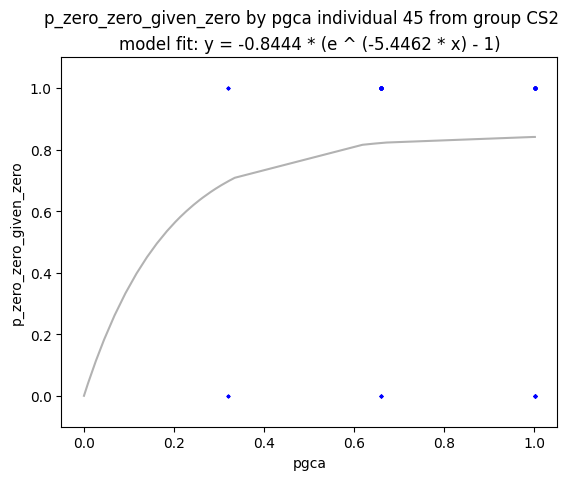 p_zero_zero_given_zero by pgca individual 45 from group CS2
model fit: y = -0.8444 * (e ^ (-5.4462 * x) - 1)
1.0
0.8
0.6
0.4
0.2
0.0
p_zero_zero_given_zero
0.0 0.2 0.4 0.6 0.8 1.0
pgca